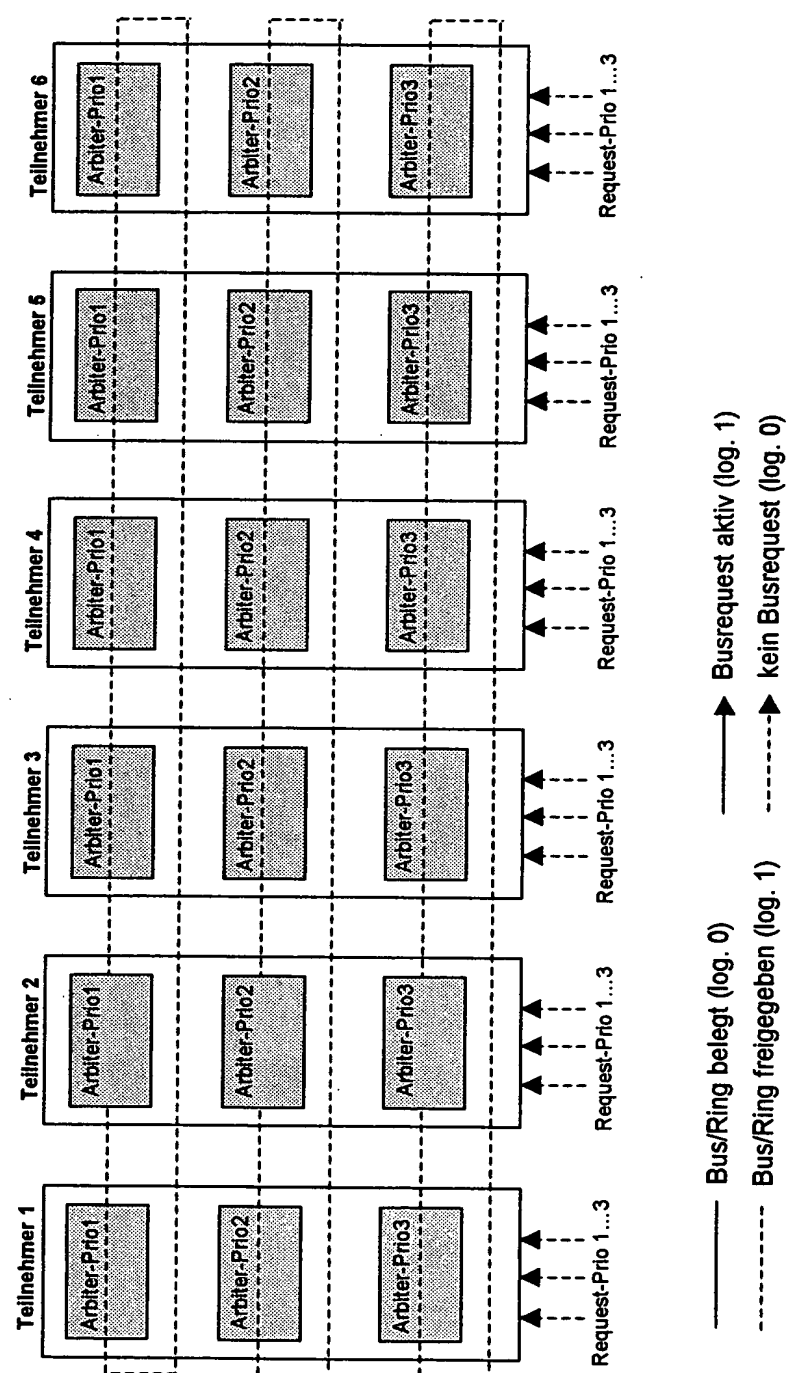 Teilnehmer 1
Arbiter-Prio1
Arbiter-Prio2
Arbiter-Prio3
Request-Prio 1...3
Teilnehmer 2
Arbiter-Prio1
Arbiter-Prio2
Arbiter-Prio3
Request-Prio 1...3
Teilnehmer 3
Arbiter-Prio1
Arbiter-Prio2
Arbiter-Prio3
Request-Prio 1...3
Teilnehmer 4
Arbiter-Prio1
Arbiter-Prio2
Arbiter-Prio3
Request-Prio 1...3
Teilnehmer 5
Arbiter-Prio1
Arbiter-Prio2
Arbiter-Prio3
Request-Prio 1...3
Teilnehmer 6
Arbiter-Prio1
Arbiter-Prio2
Arbiter-Prio3
Request-Prio 1...3
Bus/Ring belegt (log. 0)
Bus/Ring freigegeben (log. 1)
Busrequest aktiv (log. 1)
kein Busrequest (log. 0)